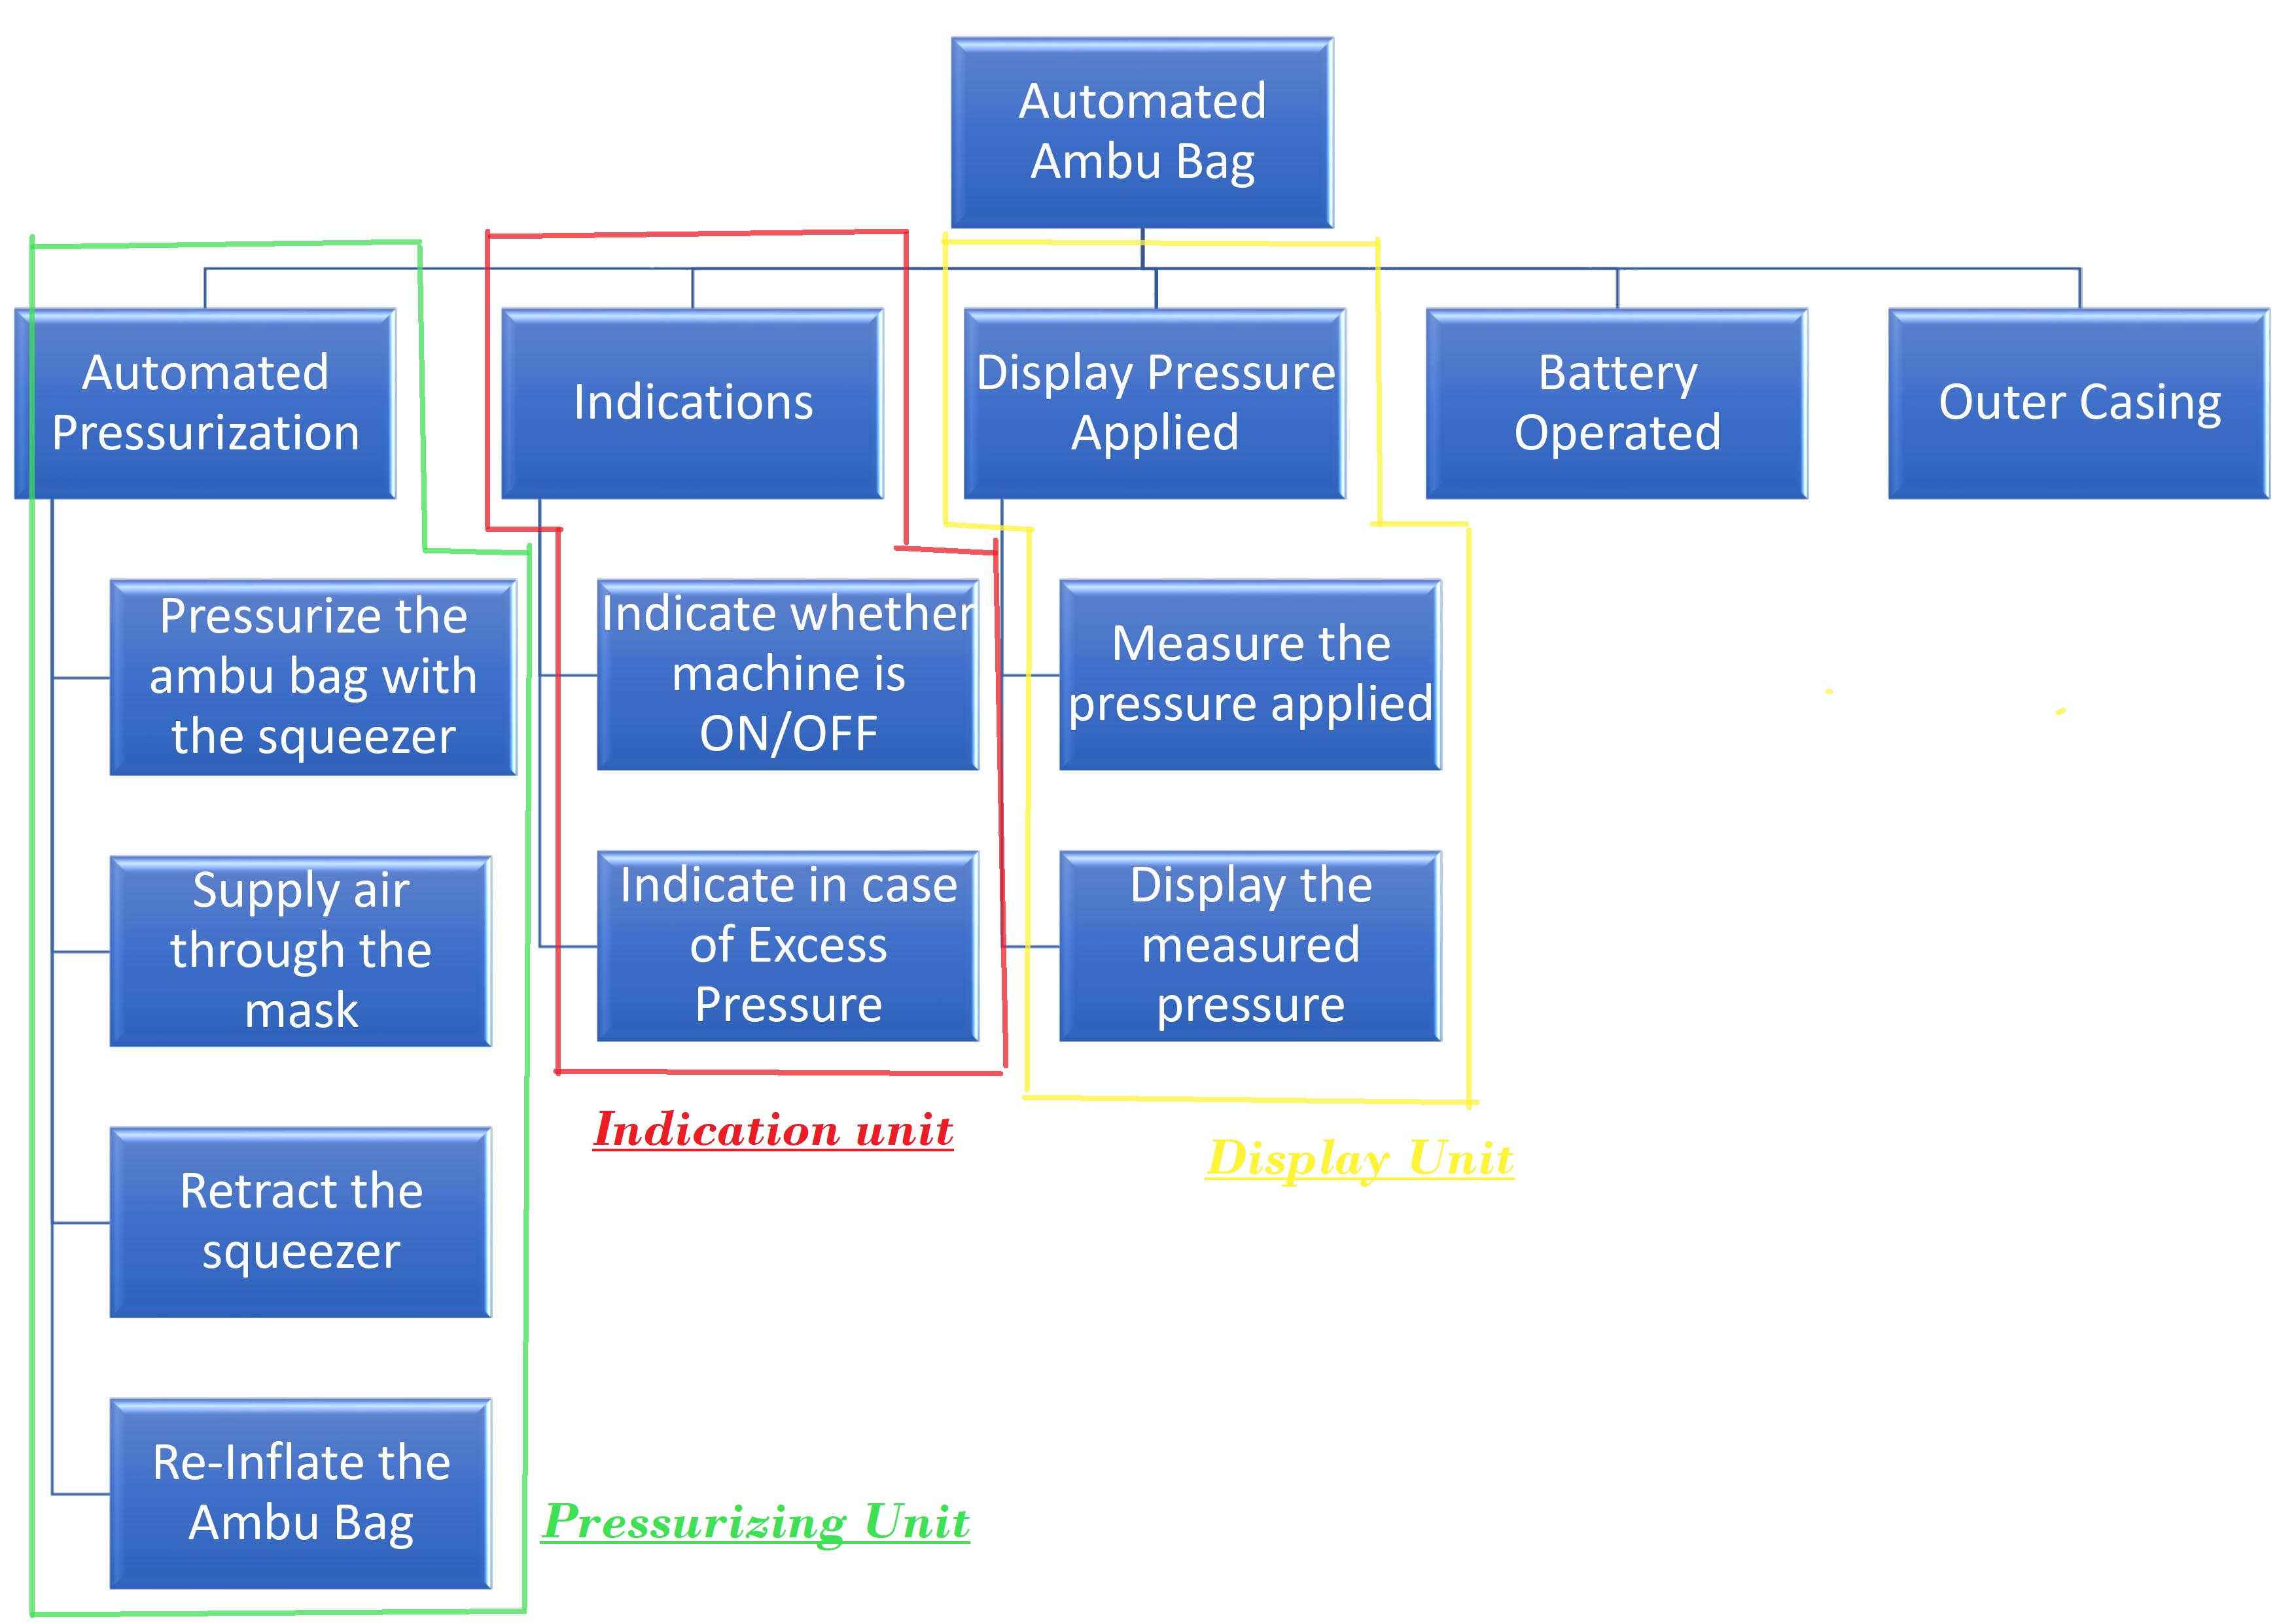 Automated
Ambu Bag
Automated
Pressurization
Indications
Display Pressure
Applied
Battery
Operated
Outer Casing
Pressurize the
ambu bag with
the squeezer
Supply air
through the
mask
Retract the
squeezer
Re-Inflate the
Ambu Bag
Indicate whether
machine is
ON/OFF
Indicate in case
of Excess
Pressure
Measure the
pressure applied
Display the
measured
pressure
Indication unit
Display Unit
Pressurizing Unit